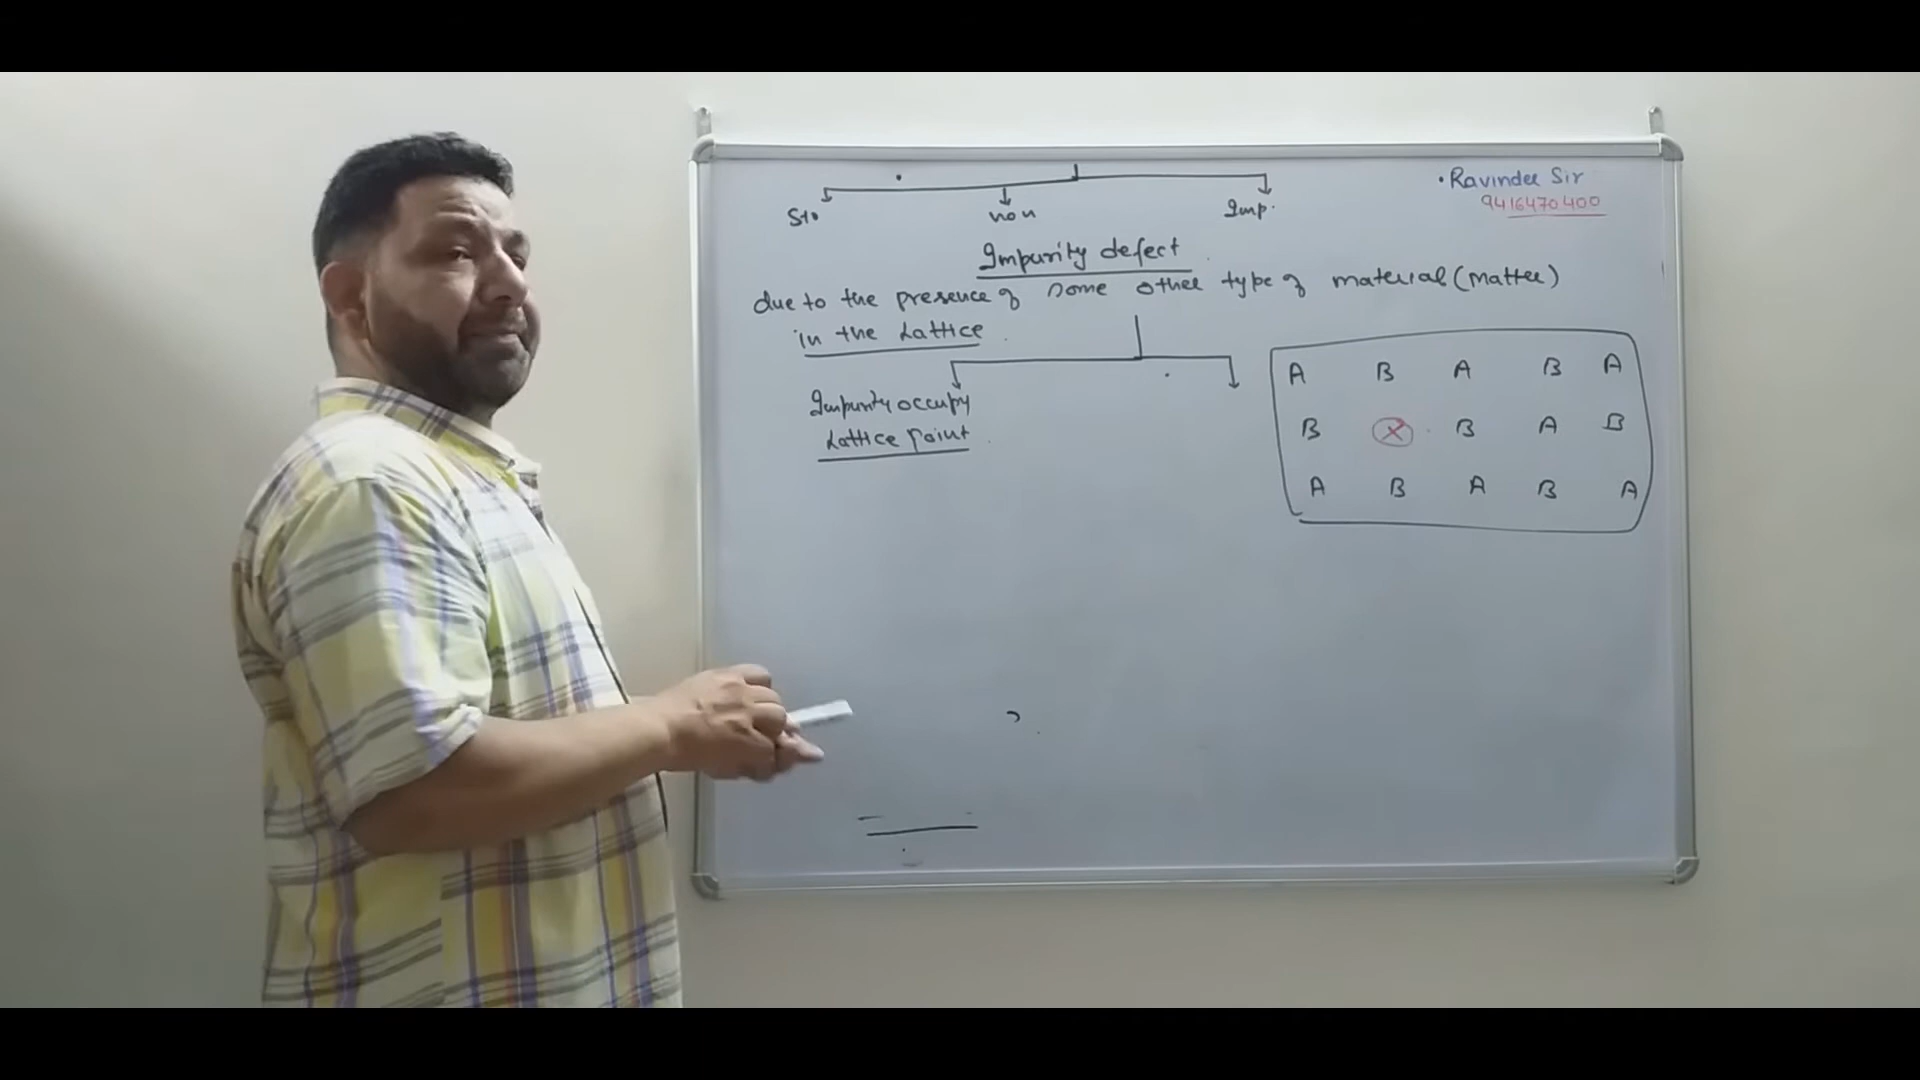 • Ravinder Sir
9416470400
Sto non Imp.
Impurity defect
due to the presence of some other type of material (matter)
in the Lattice
Impurity occupy
Lattice Point
A B A B A
B X B A B
A B A B A